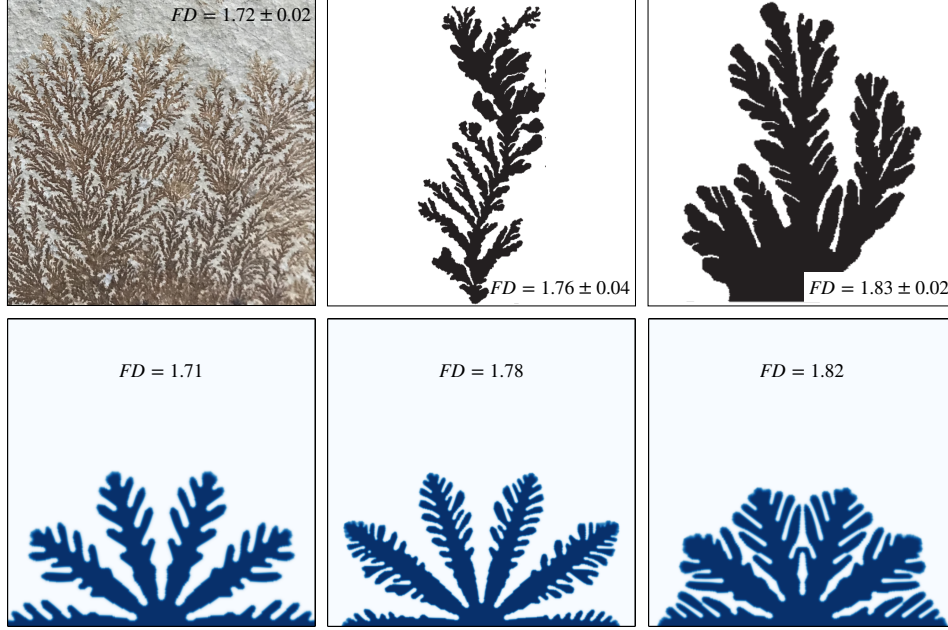 FD = 1.72 ± 0.02
FD = 1.76 ± 0.04
FD = 1.83 ± 0.02
FD = 1.71
FD = 1.78
FD = 1.82